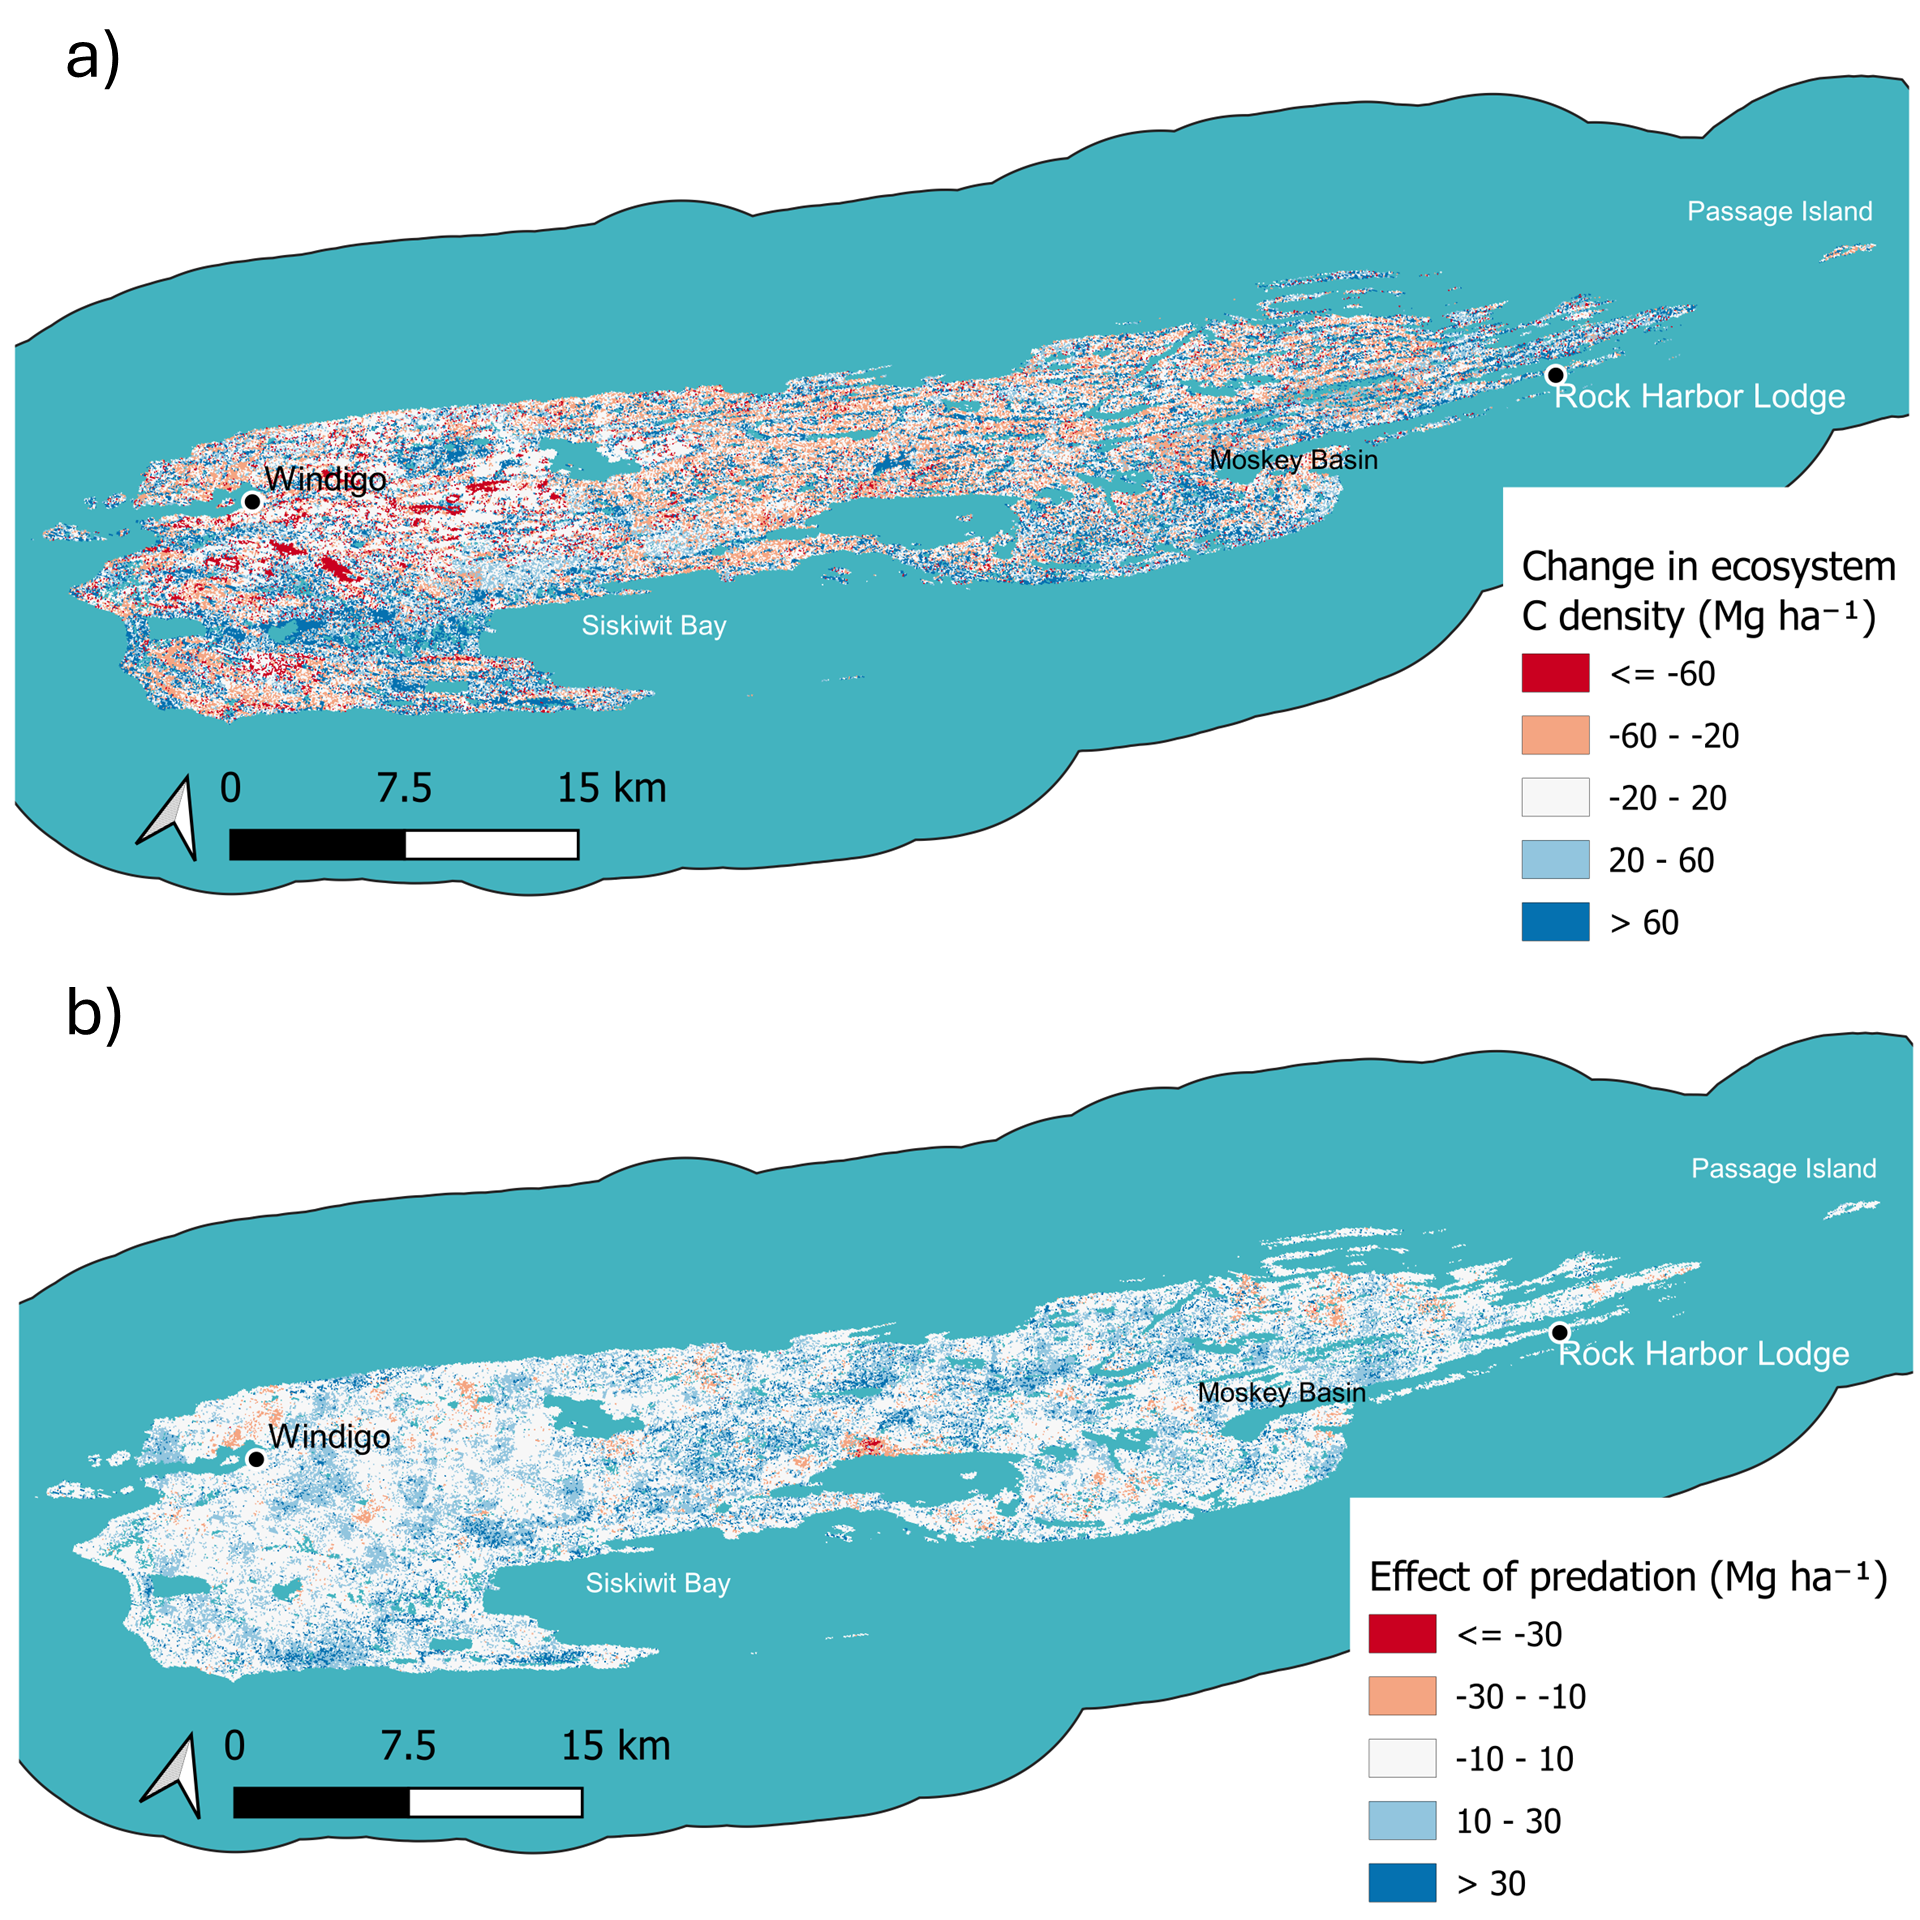 a)
Passage Island
Rock Harbor Lodge
Moskey Basin
Windigo
Siskiwit Bay
Change in ecosystem
C density (Mg ha⁻¹)
<= -60
-60 - -20
-20 - 20
20 - 60
> 60
0 7.5 15 km
b)
Passage Island
Rock Harbor Lodge
Moskey Basin
Windigo
Siskiwit Bay
Effect of predation (Mg ha⁻¹)
<= -30
-30 - -10
-10 - 10
10 - 30
> 30
0 7.5 15 km